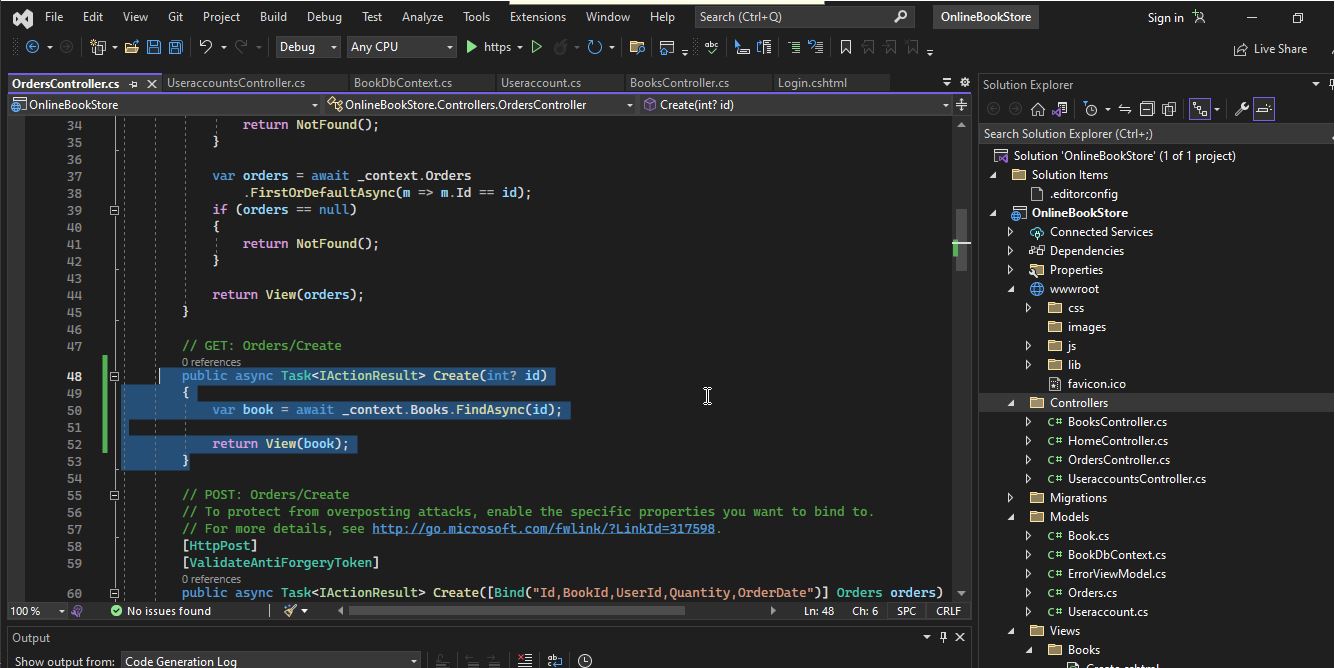 File Edit View Git Project Build Debug Test Analyze Tools Extensions Window Help Search (Ctrl+Q) OnlineBookStore Sign in
Debug Any CPU https Live Share
OrdersController.cs UseraccountsController.cs BookDbContext.cs Useraccount.cs BooksController.cs Login.cshtml
OnlineBookStore OnlineBookStore.Controllers.OrdersController Create(int? id)
34 return NotFound();
35 }
36
37 var orders = await _context.Orders
38 .FirstOrDefaultAsync(m => m.Id == id);
39 if (orders == null)
40 {
41 return NotFound();
42 }
43
44 return View(orders);
45 }
46
47 // GET: Orders/Create
0 references
48 public async Task<IActionResult> Create(int? id)
49 {
50 var book = await _context.Books.FindAsync(id);
51
52 return View(book);
53 }
54
55 // POST: Orders/Create
56 // To protect from overposting attacks, enable the specific properties you want to bind to.
57 // For more details, see http://go.microsoft.com/fwlink/?LinkId=317598.
58 [HttpPost]
59 [ValidateAntiForgeryToken]
0 references
60 public async Task<IActionResult> Create([Bind("Id,BookId,UserId,Quantity,OrderDate")] Orders orders)
100 % No issues found Ln: 48 Ch: 6 SPC CRLF
Output
Show output from: Code Generation Log
Solution Explorer
Search Solution Explorer (Ctrl+;)
Solution 'OnlineBookStore' (1 of 1 project)
Solution Items
.editorconfig
OnlineBookStore
Connected Services
Dependencies
Properties
wwwroot
css
images
js
lib
favicon.ico
Controllers
C# BooksController.cs
C# HomeController.cs
C# OrdersController.cs
C# UseraccountsController.cs
Migrations
Models
C# Book.cs
C# BookDbContext.cs
C# ErrorViewModel.cs
C# Orders.cs
C# Useraccount.cs
Views
Books
Create.cshtml